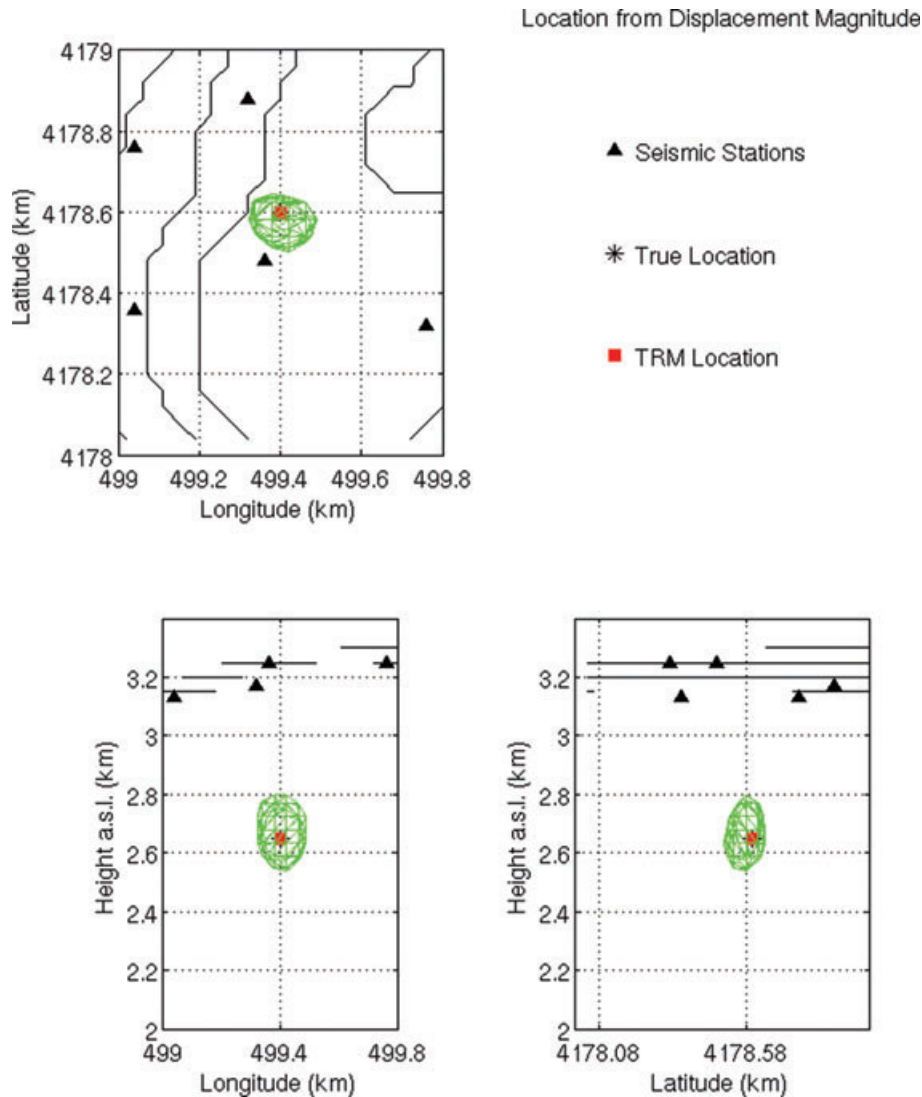 Location from Displacement Magnitude
4179
4178.8
4178.6
4178.4
4178.2
4178
Latitude (km)
499 499.2 499.4 499.6 499.8
Longitude (km)
Seismic Stations
True Location
TRM Location
3.2
3
2.8
2.6
2.4
2.2
2
Height a.s.l. (km)
499 499.4 499.8
Longitude (km)
3.2
3
2.8
2.6
2.4
2.2
2
Height a.s.l. (km)
4178.08 4178.58
Latitude (km)